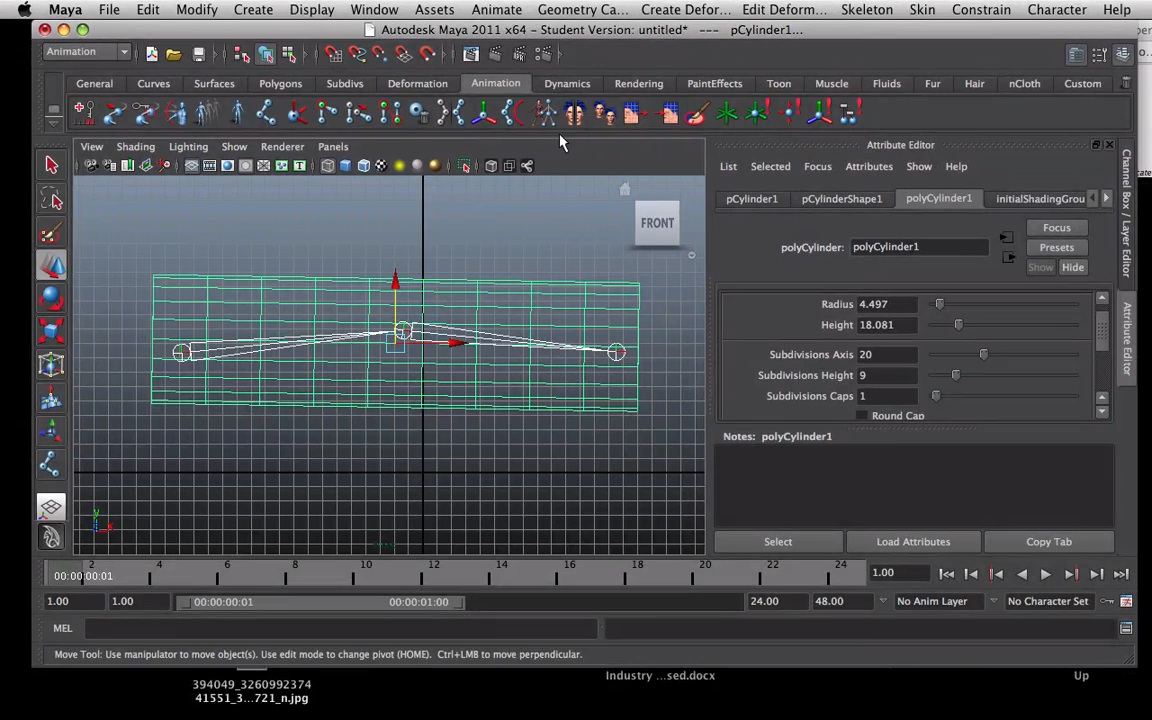 Maya File Edit Modify Create Display Window Assets Animate Geometry Ca... Create Defor... Edit Defor... Skeleton Skin Constrain Character Help
Autodesk Maya 2011 x64 - Student Version: untitled* --- pCylinder1...
Animation
General Curves Surfaces Polygons Subdivs Deformation Animation Dynamics Rendering PaintEffects Toon Muscle Fluids Fur Hair nCloth Custom
View Shading Lighting Show Renderer Panels
Attribute Editor
List Selected Focus Attributes Show Help
pCylinder1 pCylinderShape1 polyCylinder1 initialShadingGrou
FRONT
polyCylinder: polyCylinder1
Focus
Presets
Show Hide
Radius 4.497
Height 18.081
Subdivisions Axis 20
Subdivisions Height 9
Subdivisions Caps 1
Round Cap
Notes: polyCylinder1
Select Load Attributes Copy Tab
Channel Box / Layer Editor
Attribute Editor
y
x
2 4 6 8 10 12 14 16 18 20 22 24
00:00:00:01
1.00
1.00 1.00 00:00:00:01 00:00:01:00 24.00 48.00 No Anim Layer No Character Set
MEL
Move Tool: Use manipulator to move object(s). Use edit mode to change pivot (HOME). Ctrl+LMB to move perpendicular.
394049_3260992374
41551_3...721_n.jpg
Industry ...sed.docx
Up